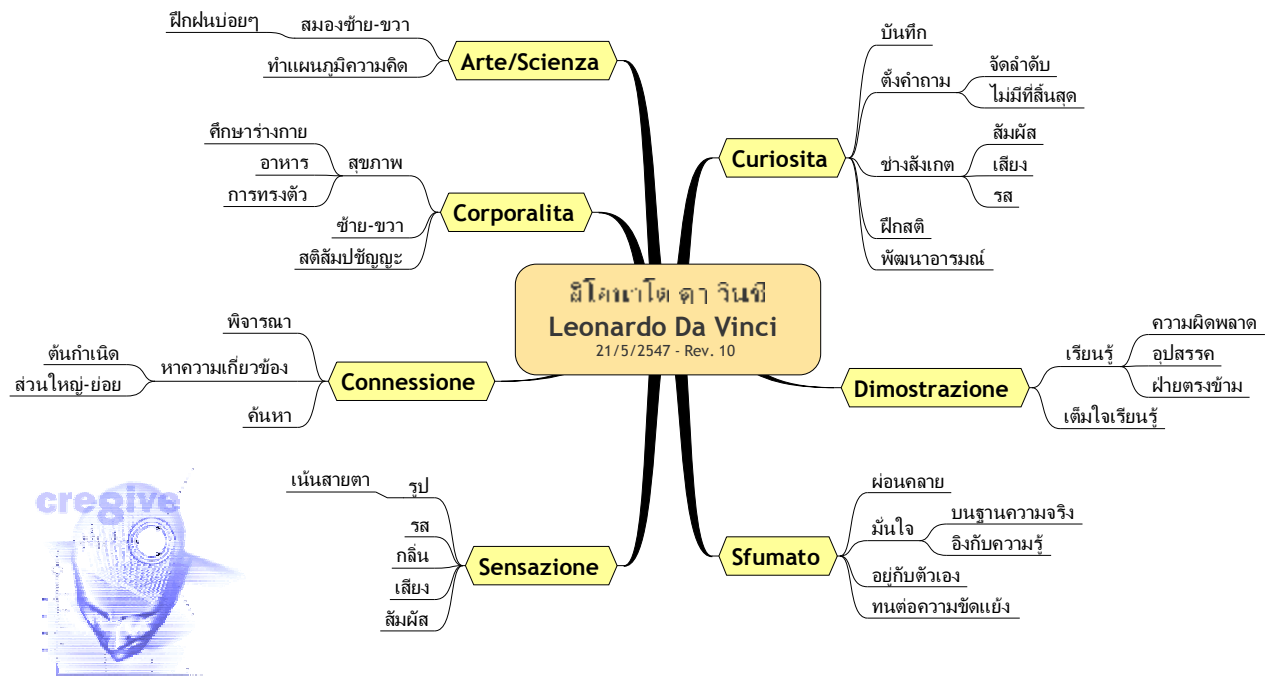 ลีโอนาโด ดา วินชี
Leonardo Da Vinci
21/5/2547 - Rev. 10
Curiosita
บันทึก
ตั้งคำถาม
จัดลำดับ
ไม่มีที่สิ้นสุด
ช่างสังเกต
สัมผัส
เสียง
รส
ฝึกสติ
พัฒนาอารมณ์
Dimostrazione
เรียนรู้
ความผิดพลาด
อุปสรรค
ฝ่ายตรงข้าม
เต็มใจเรียนรู้
Sfumato
ผ่อนคลาย
มั่นใจ
บนฐานความจริง
อิงกับความรู้
อยู่กับตัวเอง
ทนต่อความขัดแย้ง
Arte/Scienza
สมองซ้าย-ขวา
ฝึกฝนบ่อยๆ
ทำแผนภูมิความคิด
Corporalita
สุขภาพ
ศึกษาร่างกาย
อาหาร
การทรงตัว
ซ้าย-ขวา
สติสัมปชัญญะ
Connessione
พิจารณา
หาความเกี่ยวข้อง
ต้นกำเนิด
ส่วนใหญ่-ย่อย
ค้นหา
Sensazione
รูป
เน้นสายตา
รส
กลิ่น
เสียง
สัมผัส
cregive